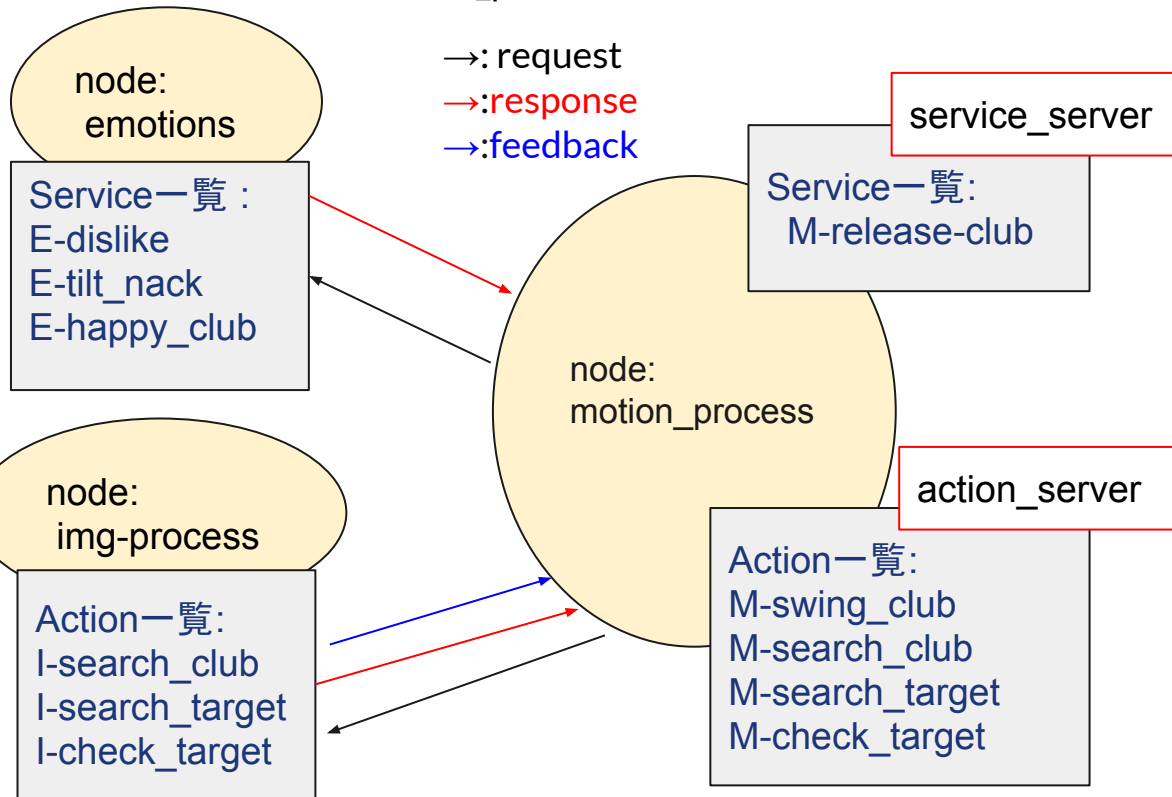 →: request
→:response
→:feedback
node:
emotions
Service一覧 :
E-dislike
E-tilt_nack
E-happy_club
service_server
Service一覧:
M-release-club
node:
motion_process
node:
img-process
Action一覧:
I-search_club
I-search_target
I-check_target
action_server
Action一覧:
M-swing_club
M-search_club
M-search_target
M-check_target